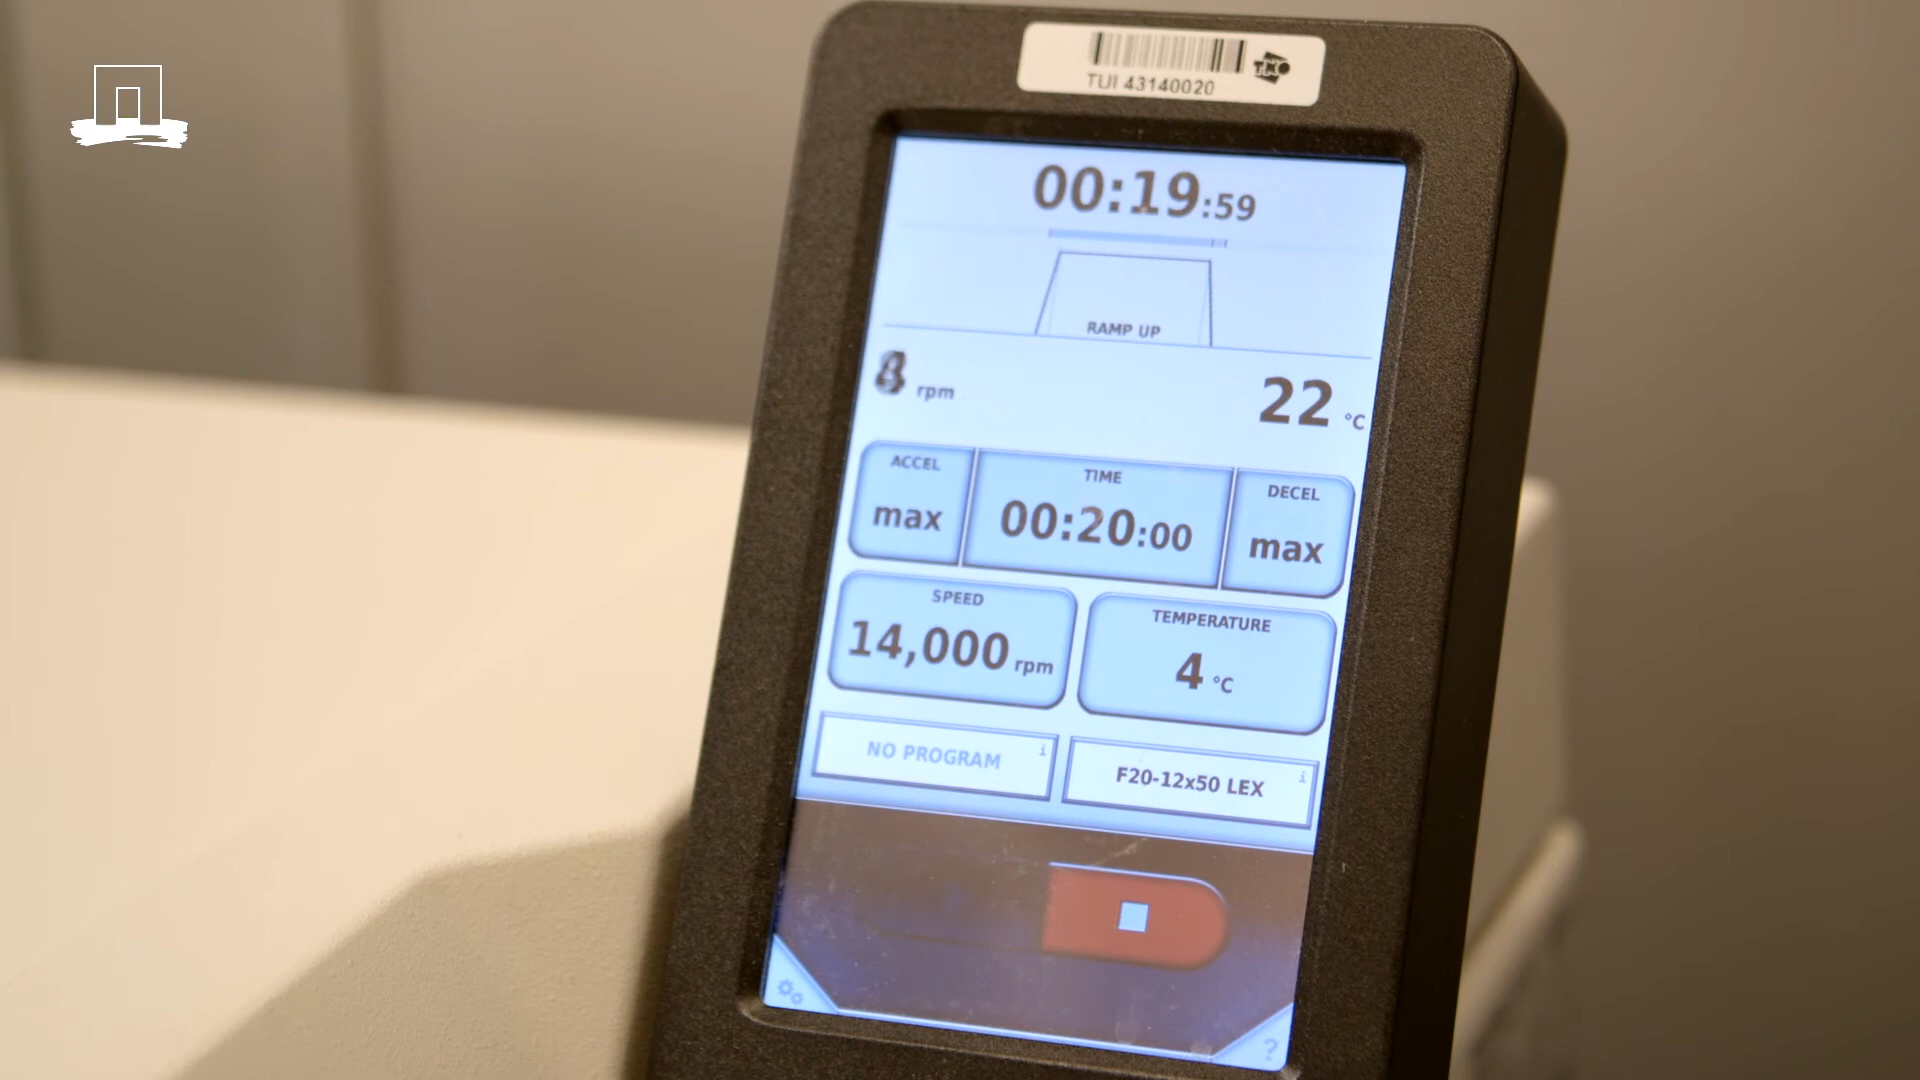 TUI 43140020
00:19:59
RAMP UP
rpm
22 °C
ACCEL
max
TIME
00:20:00
DECEL
max
SPEED
14,000 rpm
TEMPERATURE
4 °C
NO PROGRAM i
F20-12x50 LEX i
?